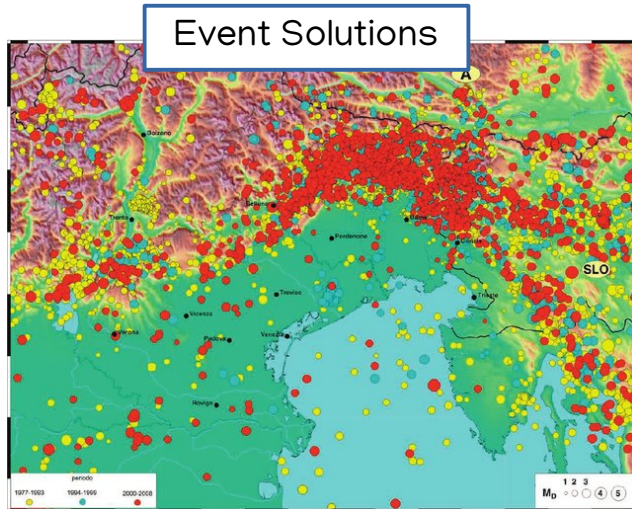 Event Solutions
A
Bolzano
Trento
Belluno
Udine
Pordenone
Gorizia
SLO
Treviso
Trieste
Vicenza
Verona
Padova
Venezia
Rovigo
periodo
1977-1993 1994-1999 2000-2008
1 2 3
MD 4 5